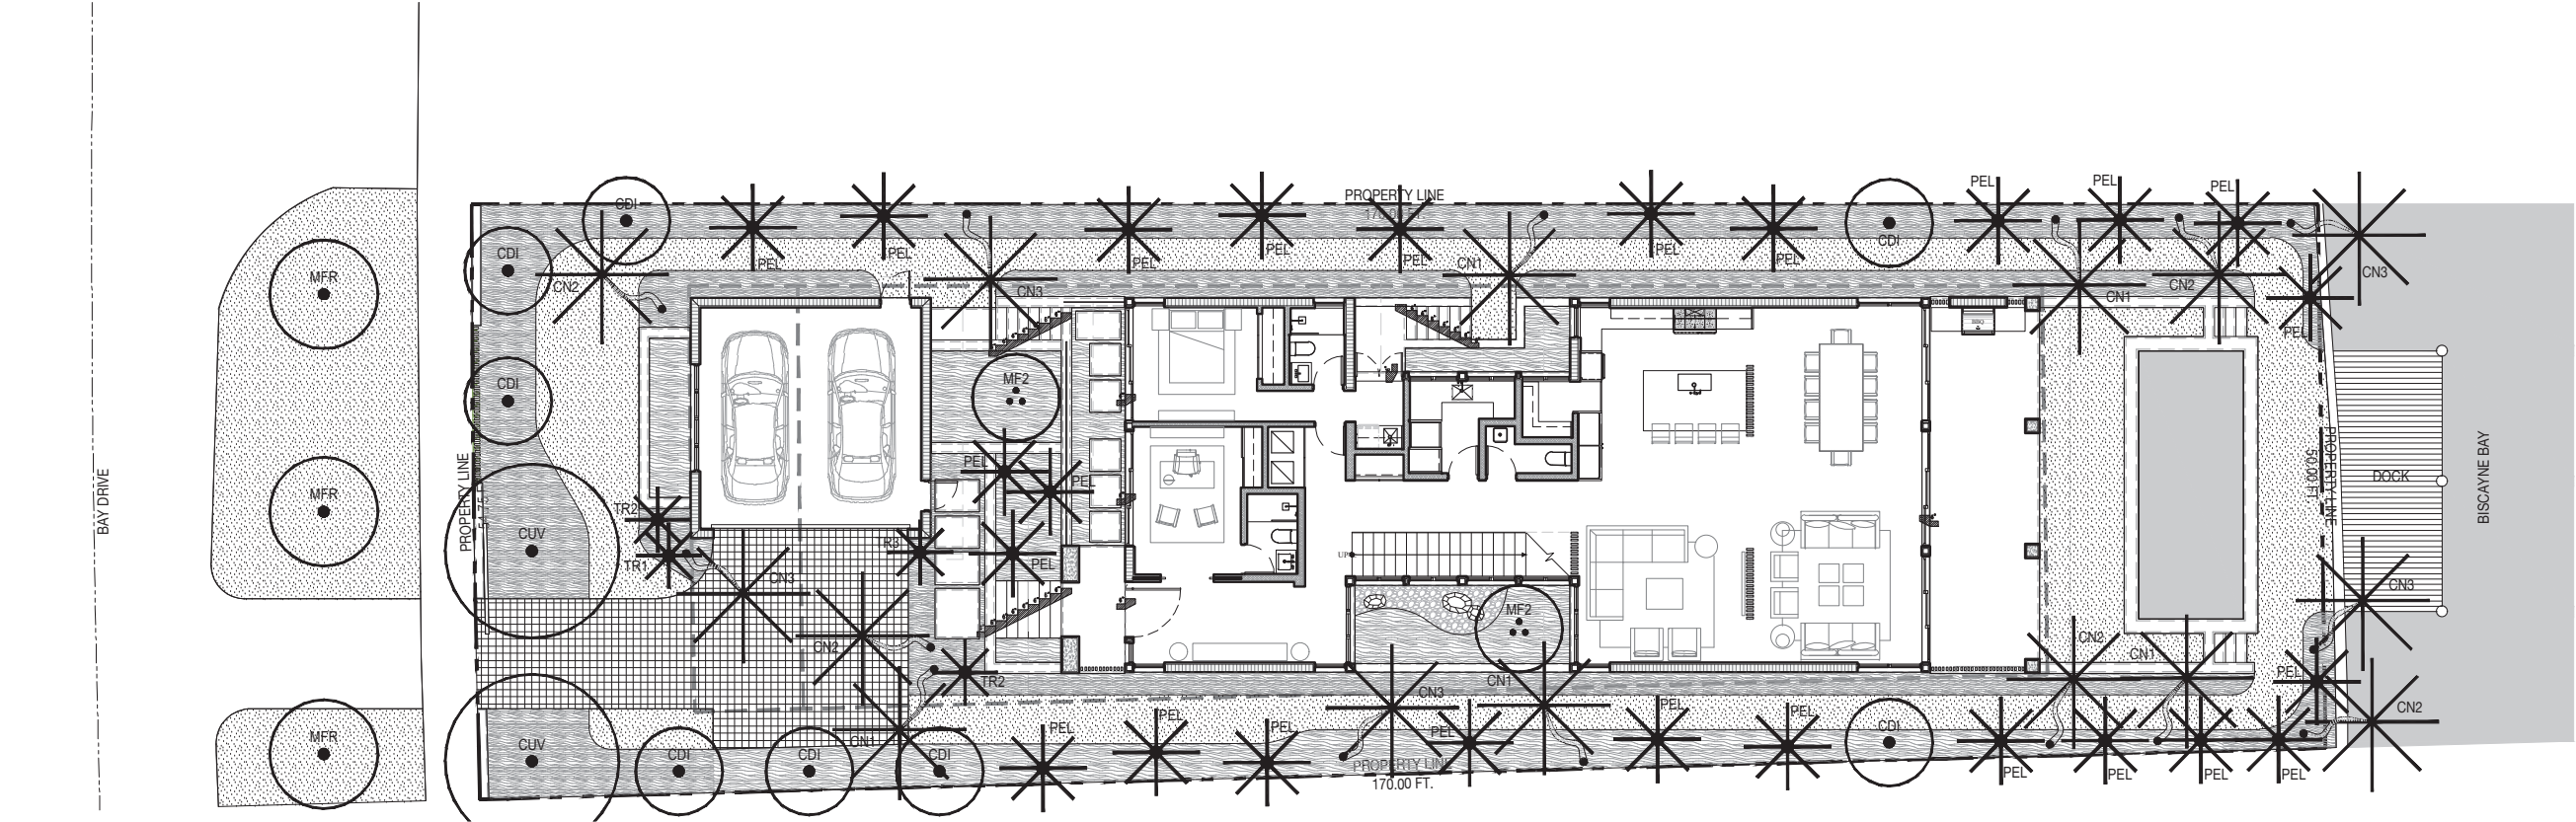 PEL
PEL
PEL
PROPERTY LINE
170.00 FT.
CDI
CDI
PEL
PEL
PEL
PEL
PEL
PEL
PEL
CDI
CN2
CN3
CN1
CN1
CN2
CN3
MFR
PEL
CDI
MF2
BAY DRIVE
PROPERTY LINE
MFR
PEL
PEL
TR2
CUV
TR3
TR1
PEL
CN3
UP
PROPERTY LINE
50.00 FT.
DOCK
BISCAYNE BAY
CN3
MF2
CN2
TR2
CN3
CN1
CN2
CN1
PEL
CN2
MFR
CUV
CDI
CDI
CN1
CDI
PEL
PEL
PEL
PEL
PEL
PEL
CDI
PEL
PEL
PEL
PEL
PROPERTY LINE
170.00 FT.